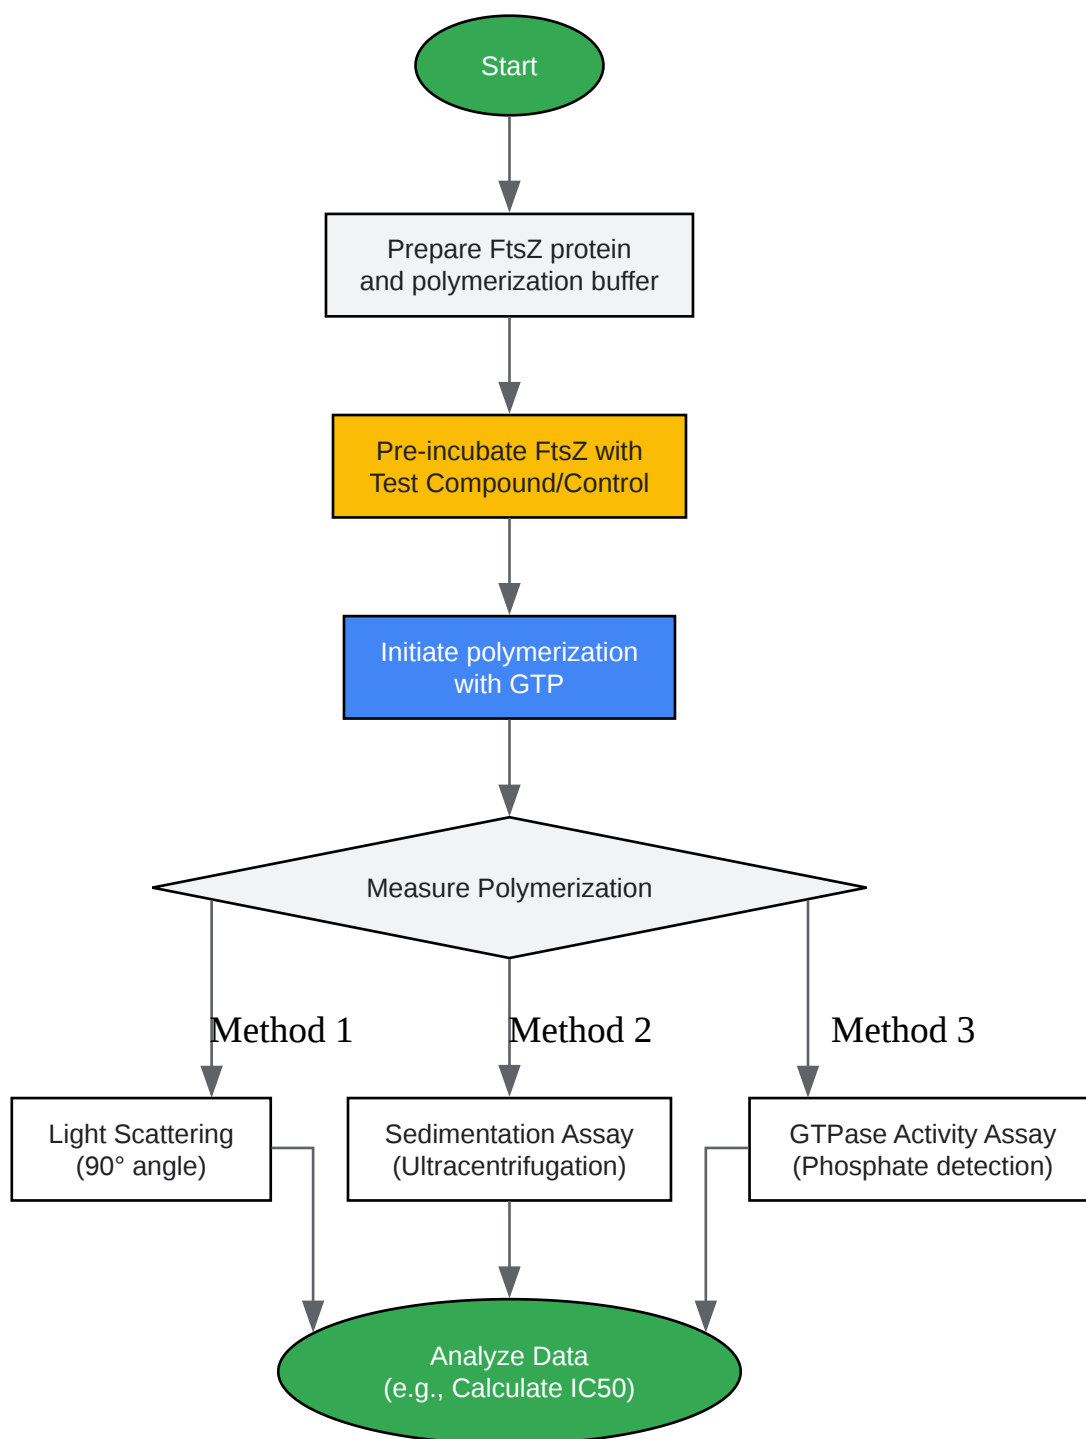 Start
Prepare FtsZ protein
and polymerization buffer
Pre-incubate FtsZ with
Test Compound/Control
Initiate polymerization
with GTP
Measure Polymerization
Method 1
Method 2
Method 3
Light Scattering
(90° angle)
Sedimentation Assay
(Ultracentrifugation)
GTPase Activity Assay
(Phosphate detection)
Analyze Data
(e.g., Calculate IC50)